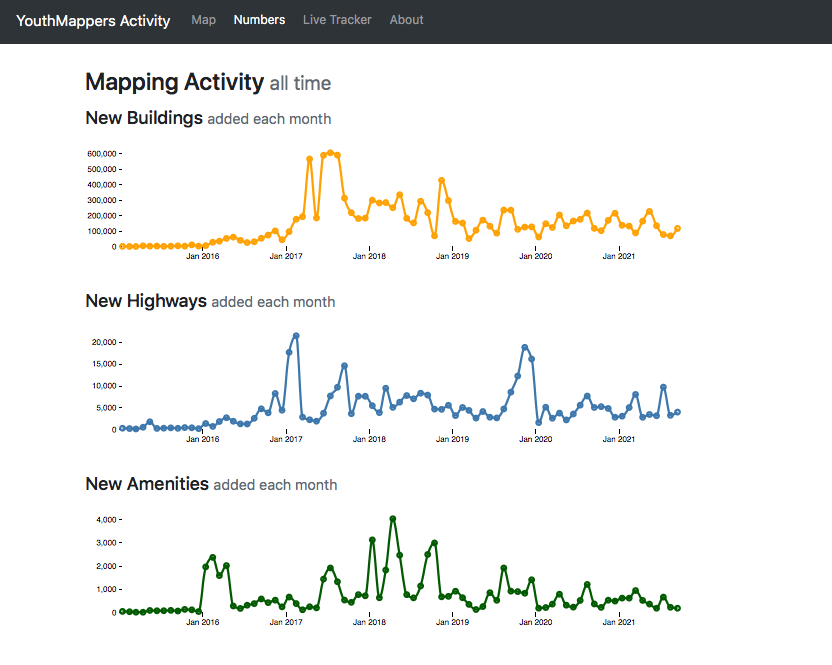 YouthMappers Activity Map Numbers Live Tracker About
Mapping Activity all time
New Buildings added each month
600,000
500,000
400,000
300,000
200,000
100,000
0
Jan 2016 Jan 2017 Jan 2018 Jan 2019 Jan 2020 Jan 2021
New Highways added each month
20,000
15,000
10,000
5,000
0
Jan 2016 Jan 2017 Jan 2018 Jan 2019 Jan 2020 Jan 2021
New Amenities added each month
4,000
3,000
2,000
1,000
0
Jan 2016 Jan 2017 Jan 2018 Jan 2019 Jan 2020 Jan 2021